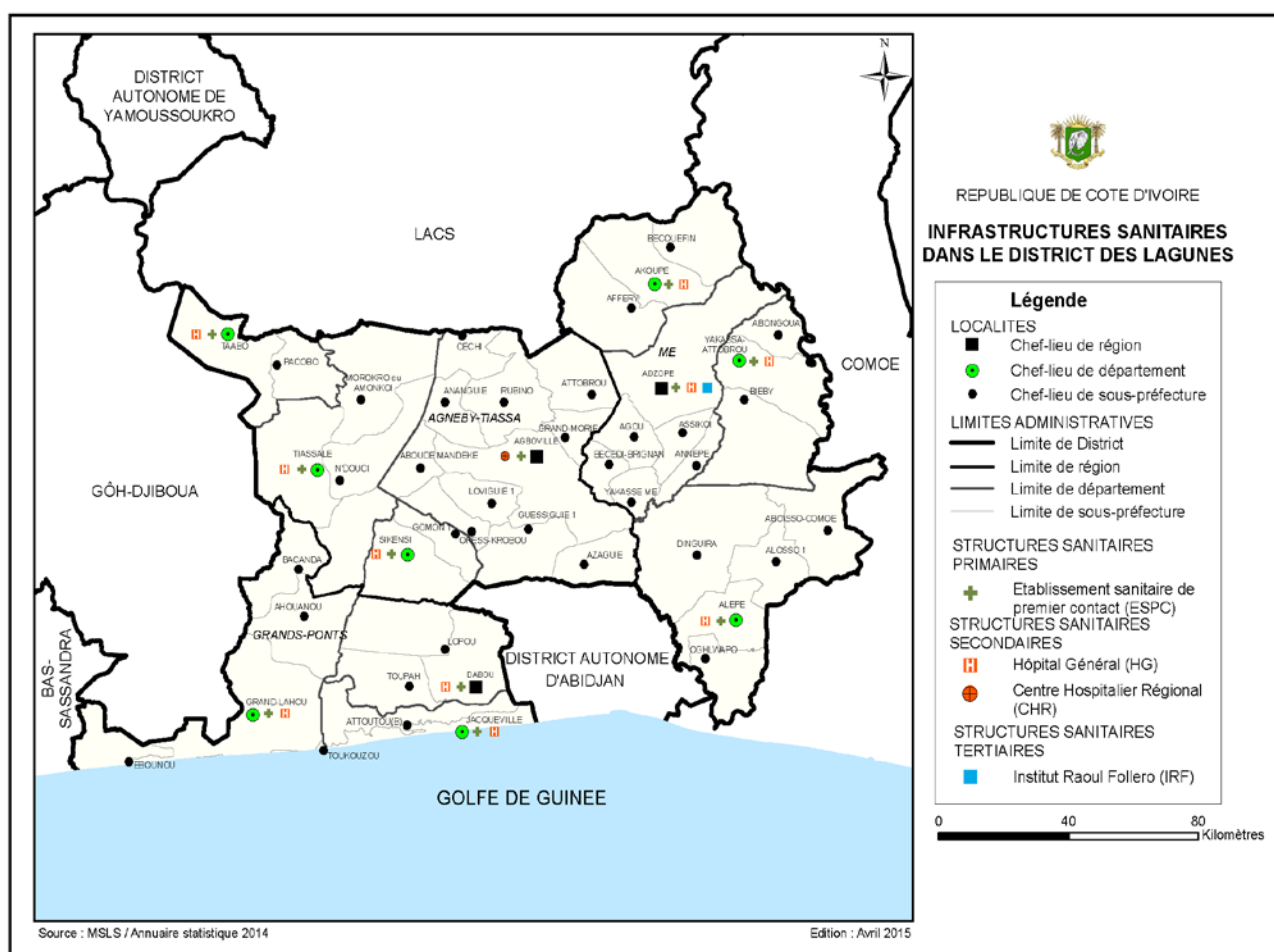 DISTRICT
AUTONOME DE
YAMOUSSOUKRO
N
LACS
BECOUEFIN
AKOUPE
AFFERY
TAABO
PACOBO
CECHI
ME
YAKASSA-
ATTOBROU
ABONGOUA
COMOE
MOROKRO ou
AMONKOI
ANANGUIE
RUBINO
ATTOBROU
ADZOPE
BIEBY
AGNEBY-TIASSA
GRAND-MORIE
AGOU
ASSIKOI
TIASSALE
N'DOUCI
ABOUDE MANDEKE
AGBOVILLE
BECEDI-BRIGNAN
ANNEPE
GÔH-DJIBOUA
LOVIGUIE 1
YAKASSE ME
GOMON 1
GUESSIGUIE 1
ORESS-KROBOU
SIKENSI
AZAGUIE
ABOISSO-COMOE
DINGUIRA
ALOSSO 1
BACANDA
AHOUANOU
GRANDS-PONTS
ALEPE
OGHLWAPO
LOPOU
DISTRICT AUTONOME
D'ABIDJAN
BAS-
SASSANDRA
TOUPAH
DABOU
GRAND-LAHOU
ATTOUTOU(B)
JACQUEVILLE
TOUKOUZOU
EBOUNOU
GOLFE DE GUINEE
REPUBLIQUE DE COTE D'IVOIRE
INFRASTRUCTURES SANITAIRES
DANS LE DISTRICT DES LAGUNES
Légende
LOCALITES
Chef-lieu de région
Chef-lieu de département
Chef-lieu de sous-préfecture
LIMITES ADMINISTRATIVES
Limite de District
Limite de région
Limite de département
Limite de sous-préfecture
STRUCTURES SANITAIRES
PRIMAIRES
Etablissement sanitaire de
premier contact (ESPC)
STRUCTURES SANITAIRES
SECONDAIRES
H Hôpital Général (HG)
Centre Hospitalier Régional
(CHR)
STRUCTURES SANITAIRES
TERTIAIRES
Institut Raoul Follero (IRF)
0 40 80
Kilomètres
Source : MSLS / Annuaire statistique 2014
Edition : Avril 2015